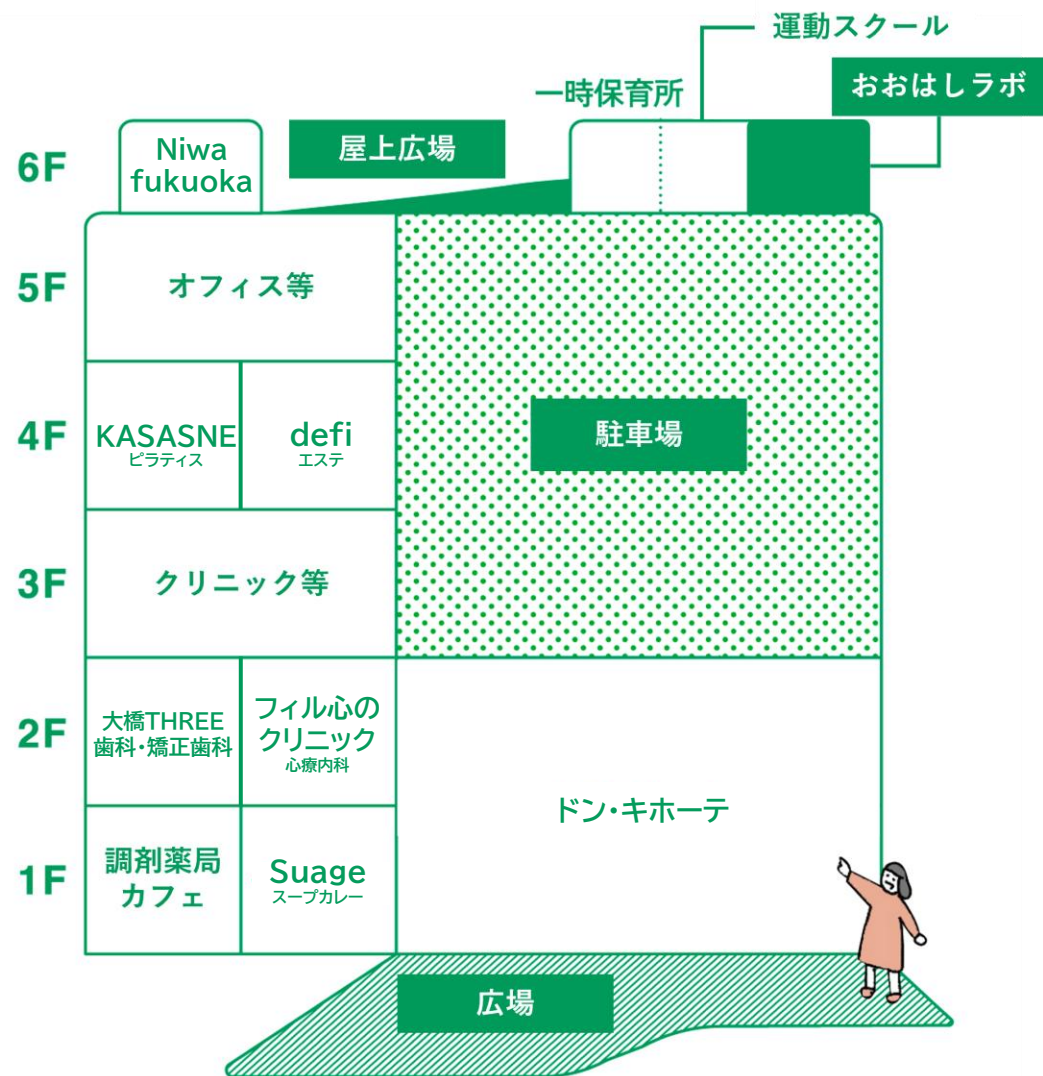 運動スクール
一時保育所
おおはしラボ
6F
Niwa
fukuoka
屋上広場
5F
オフィス等
4F
KASASNE
ピラティス
defi
エステ
駐車場
3F
クリニック等
2F
大橋THREE
歯科・矯正歯科
フィル心の
クリニック
心療内科
ドン・キホーテ
1F
調剤薬局
カフェ
Suage
スープカレー
広場